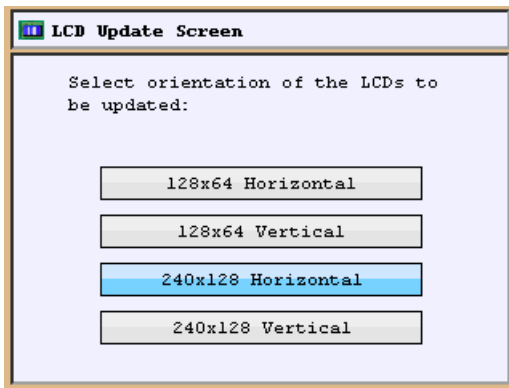 LCD Update Screen
Select orientation of the LCDs to
be updated:
128x64 Horizontal
128x64 Vertical
240x128 Horizontal
240x128 Vertical